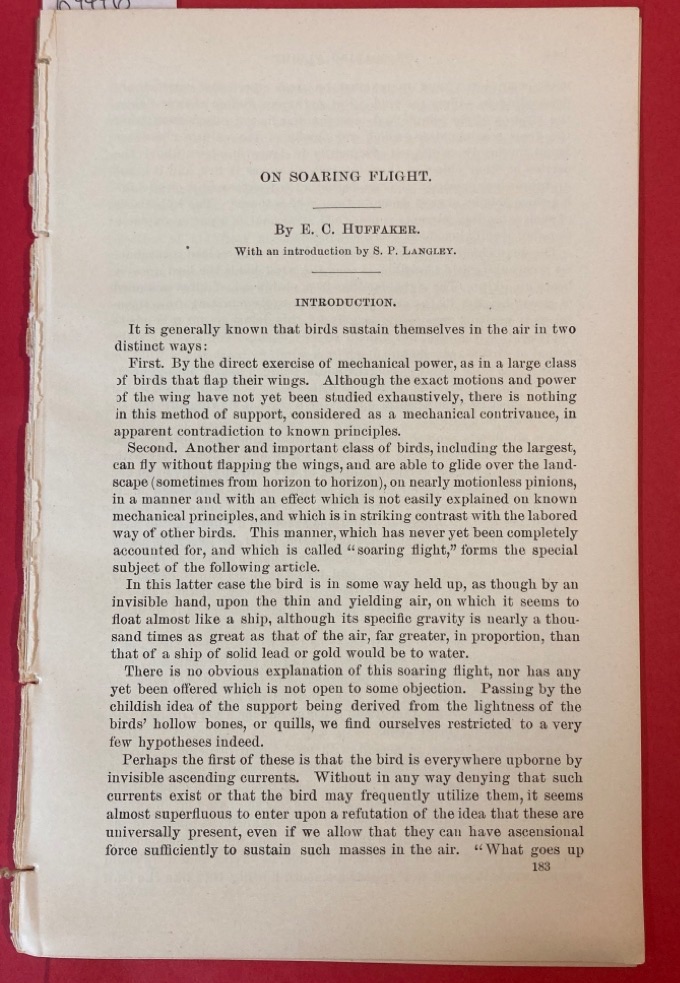 ON SOARING FLIGHT.
By E. C. HUFFAKER.
With an introduction by S. P. LANGLEY.
INTRODUCTION.
It is generally known that birds sustain themselves in the air in two
distinct ways:
First. By the direct exercise of mechanical power, as in a large class
of birds that flap their wings. Although the exact motions and power
of the wing have not yet been studied exhaustively, there is nothing
in this method of support, considered as a mechanical contrivance, in
apparent contradiction to known principles.
Second. Another and important class of birds, including the largest,
can fly without flapping the wings, and are able to glide over the land-
scape (sometimes from horizon to horizon), on nearly motionless pinions,
in a manner and with an effect which is not easily explained on known
mechanical principles, and which is in striking contrast with the labored
way of other birds. This manner, which has never yet been completely
accounted for, and which is called "soaring flight," forms the special
subject of the following article.
In this latter case the bird is in some way held up, as though by an
invisible hand, upon the thin and yielding air, on which it seems to
float almost like a ship, although its specific gravity is nearly a thou-
sand times as great as that of the air, far greater, in proportion, than
that of a ship of solid lead or gold would be to water.
There is no obvious explanation of this soaring flight, nor has any
yet been offered which is not open to some objection. Passing by the
childish idea of the support being derived from the lightness of the
birds' hollow bones, or quills, we find ourselves restricted to a very
few hypotheses indeed.
Perhaps the first of these is that the bird is everywhere upborne by
invisible ascending currents. Without in any way denying that such
currents exist or that the bird may frequently utilize them, it seems
almost superfluous to enter upon a refutation of the idea that these are
universally present, even if we allow that they can have ascensional
force sufficiently to sustain such masses in the air. "What goes up
183